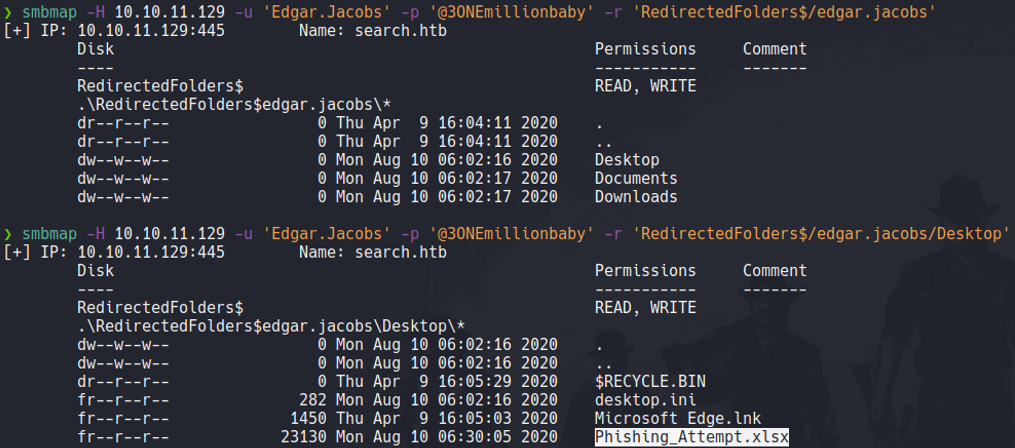 ❯ smbmap -H 10.10.11.129 -u 'Edgar.Jacobs' -p '@3ONEmillionbaby' -r 'RedirectedFolders$/edgar.jacobs'
[+] IP: 10.10.11.129:445 Name: search.htb
Disk Permissions Comment
---- ----------- -------
RedirectedFolders$ READ, WRITE
.\RedirectedFolders$edgar.jacobs\*
dr--r--r-- 0 Thu Apr 9 16:04:11 2020 .
dr--r--r-- 0 Thu Apr 9 16:04:11 2020 ..
dw--w--w-- 0 Mon Aug 10 06:02:16 2020 Desktop
dw--w--w-- 0 Mon Aug 10 06:02:17 2020 Documents
dw--w--w-- 0 Mon Aug 10 06:02:17 2020 Downloads
❯ smbmap -H 10.10.11.129 -u 'Edgar.Jacobs' -p '@3ONEmillionbaby' -r 'RedirectedFolders$/edgar.jacobs/Desktop'
[+] IP: 10.10.11.129:445 Name: search.htb
Disk Permissions Comment
---- ----------- -------
RedirectedFolders$ READ, WRITE
.\RedirectedFolders$edgar.jacobs\Desktop\*
dw--w--w-- 0 Mon Aug 10 06:02:16 2020 .
dw--w--w-- 0 Mon Aug 10 06:02:16 2020 ..
dr--r--r-- 0 Thu Apr 9 16:05:29 2020 $RECYCLE.BIN
fr--r--r-- 282 Mon Aug 10 06:02:16 2020 desktop.ini
fr--r--r-- 1450 Thu Apr 9 16:05:03 2020 Microsoft Edge.lnk
fr--r--r-- 23130 Mon Aug 10 06:30:05 2020 Phishing_Attempt.xlsx